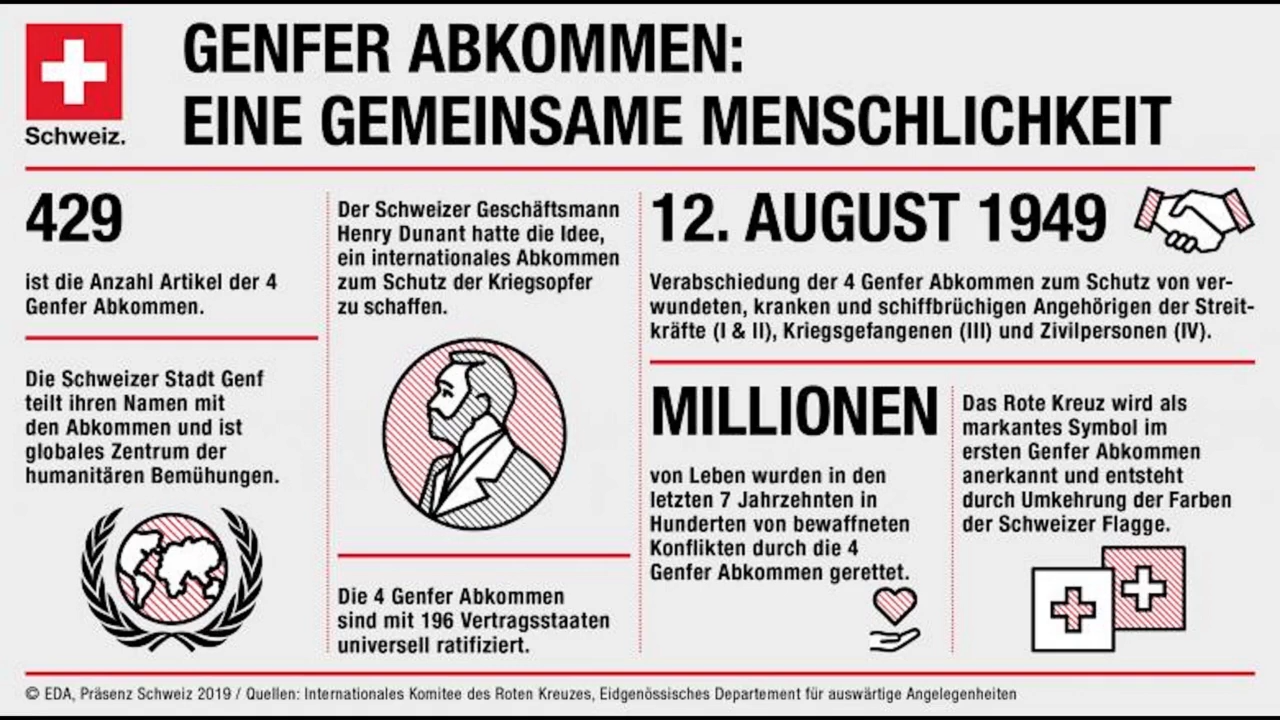 Schweiz.
GENFER ABKOMMEN:
EINE GEMEINSAME MENSCHLICHKEIT
429
ist die Anzahl Artikel der 4
Genfer Abkommen.
Die Schweizer Stadt Genf
teilt ihren Namen mit
den Abkommen und ist
globales Zentrum der
humanitären Bemühungen.
Der Schweizer Geschäftsmann
Henry Dunant hatte die Idee,
ein internationales Abkommen
zum Schutz der Kriegsopfer
zu schaffen.
Die 4 Genfer Abkommen
sind mit 196 Vertragsstaaten
universell ratifiziert.
12. AUGUST 1949
Verabschiedung der 4 Genfer Abkommen zum Schutz von ver-
wundeten, kranken und schiffbrüchigen Angehörigen der Streit-
kräfte (I & II), Kriegsgefangenen (III) und Zivilpersonen (IV).
MILLIONEN
von Leben wurden in den
letzten 7 Jahrzehnten in
Hunderten von bewaffneten
Konflikten durch die 4
Genfer Abkommen gerettet.
Das Rote Kreuz wird als
markantes Symbol im
ersten Genfer Abkommen
anerkannt und entsteht
durch Umkehrung der Farben
der Schweizer Flagge.
© EDA, Präsenz Schweiz 2019 / Quellen: Internationales Komitee des Roten Kreuzes, Eidgenössisches Departement für auswärtige Angelegenheiten